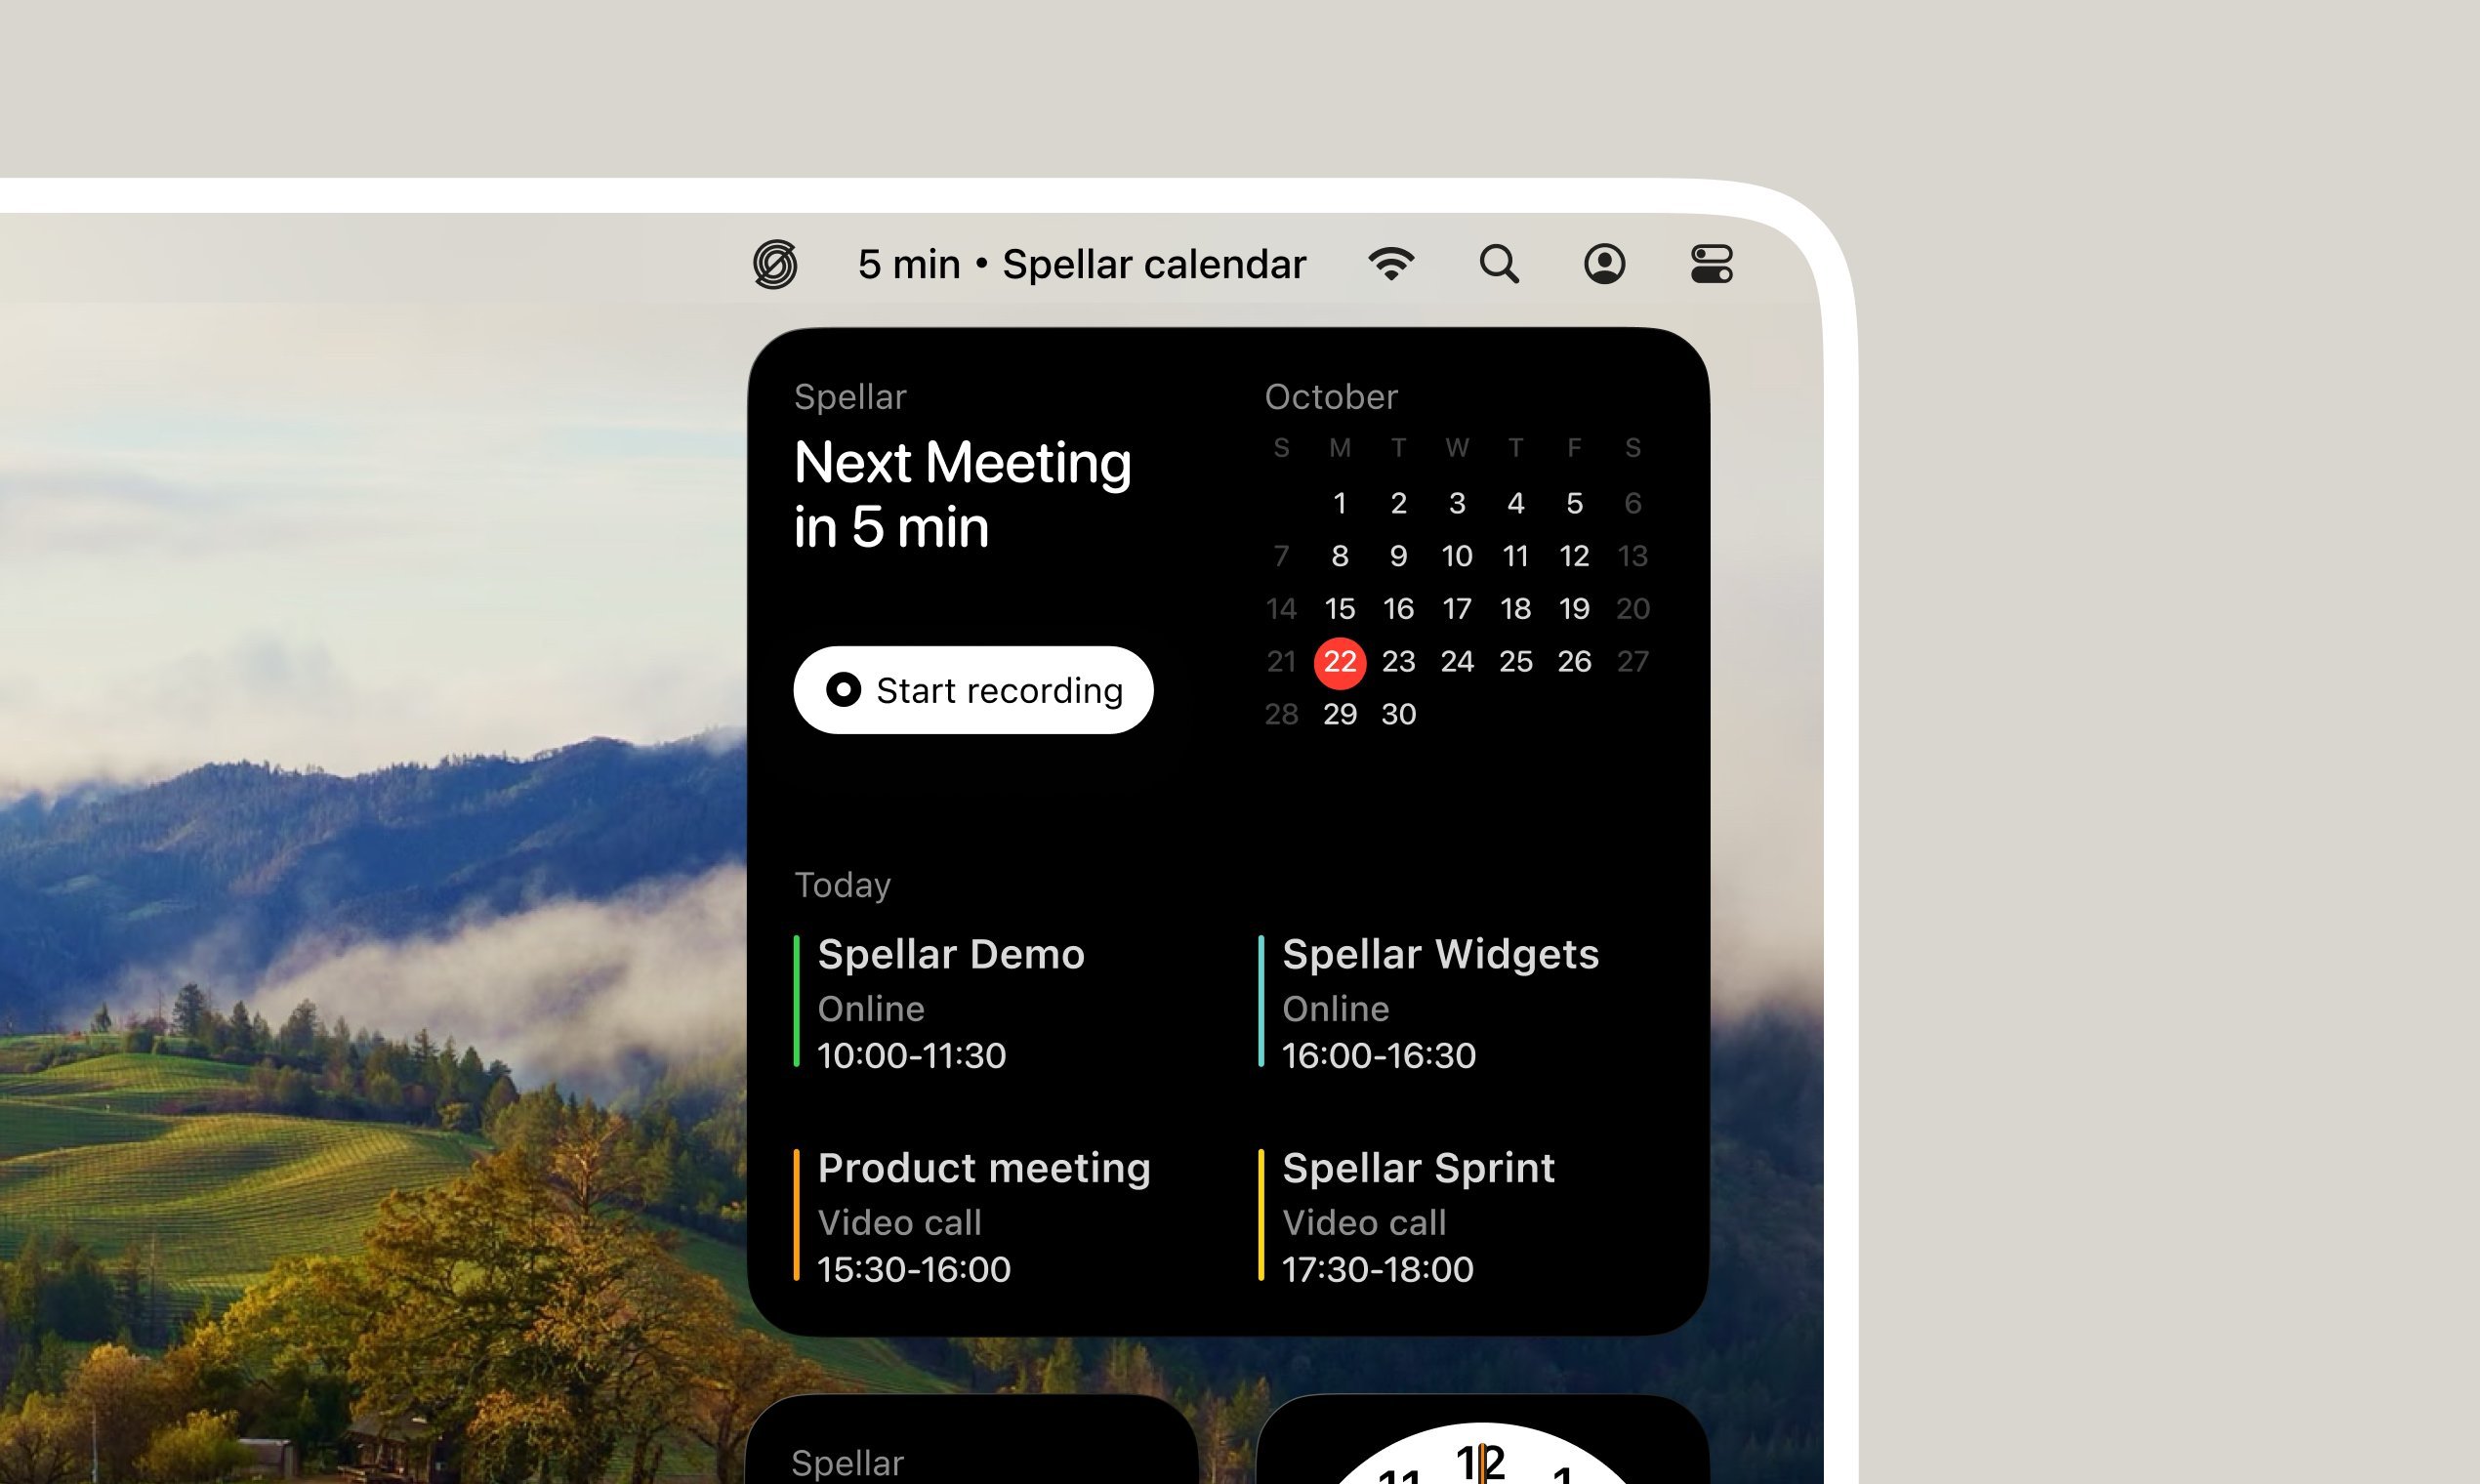 5 min • Spellar calendar
Spellar
Next Meeting
in 5 min
Start recording
October
S M T W T F S
1 2 3 4 5 6
7 8 9 10 11 12 13
14 15 16 17 18 19 20
21 22 23 24 25 26 27
28 29 30
Today
Spellar Demo
Online
10:00-11:30
Spellar Widgets
Online
16:00-16:30
Product meeting
Video call
15:30-16:00
Spellar Sprint
Video call
17:30-18:00
Spellar
11 12 1